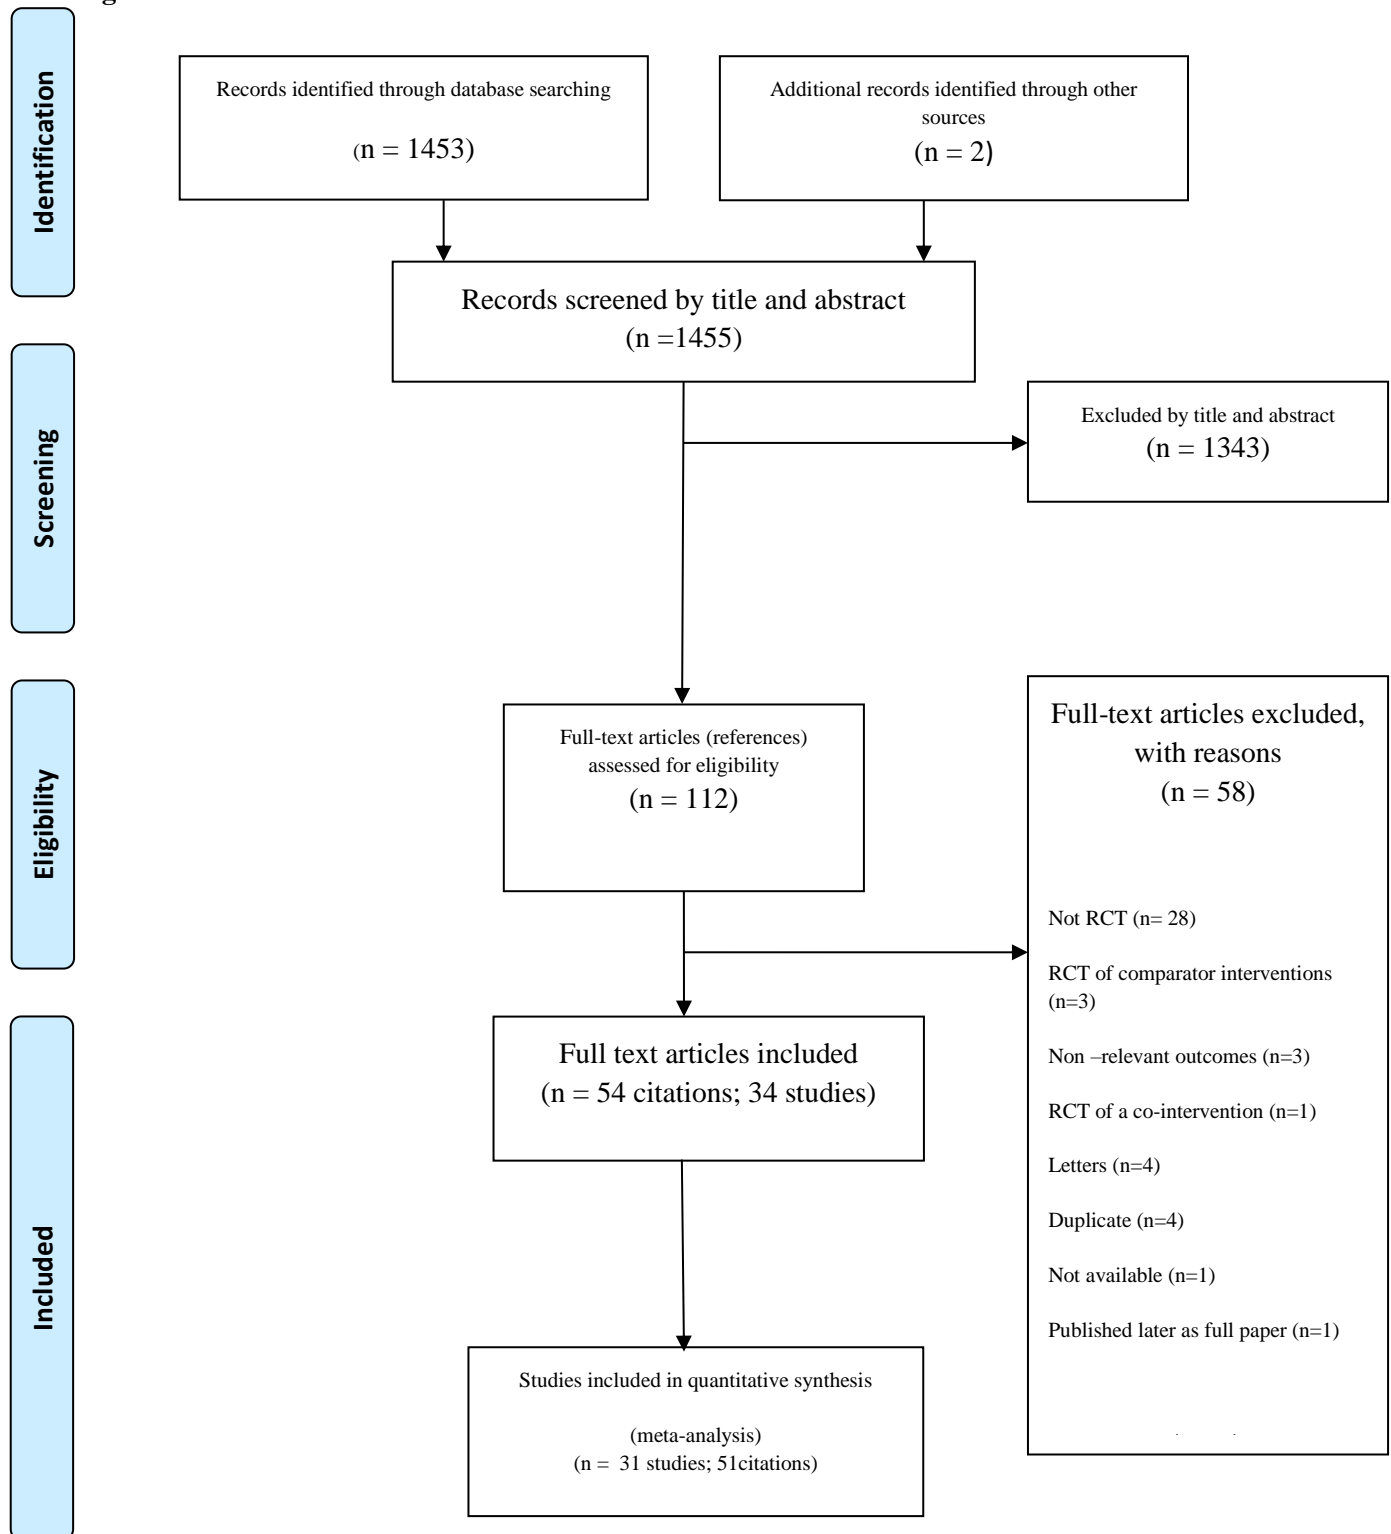 Identification
Records identified through database searching
(n = 1453)
Additional records identified through other
sources
(n = 2)
Records screened by title and abstract
(n =1455)
Screening
Excluded by title and abstract
(n = 1343)
Eligibility
Full-text articles (references)
assessed for eligibility
(n = 112)
Full-text articles excluded,
with reasons
(n = 58)
Not RCT (n= 28)
RCT of comparator interventions
(n=3)
Non –relevant outcomes (n=3)
RCT of a co-intervention (n=1)
Letters (n=4)
Duplicate (n=4)
Not available (n=1)
Published later as full paper (n=1)
Included
Full text articles included
(n = 54 citations; 34 studies)
Studies included in quantitative synthesis
(meta-analysis)
(n =  31 studies; 51citations)